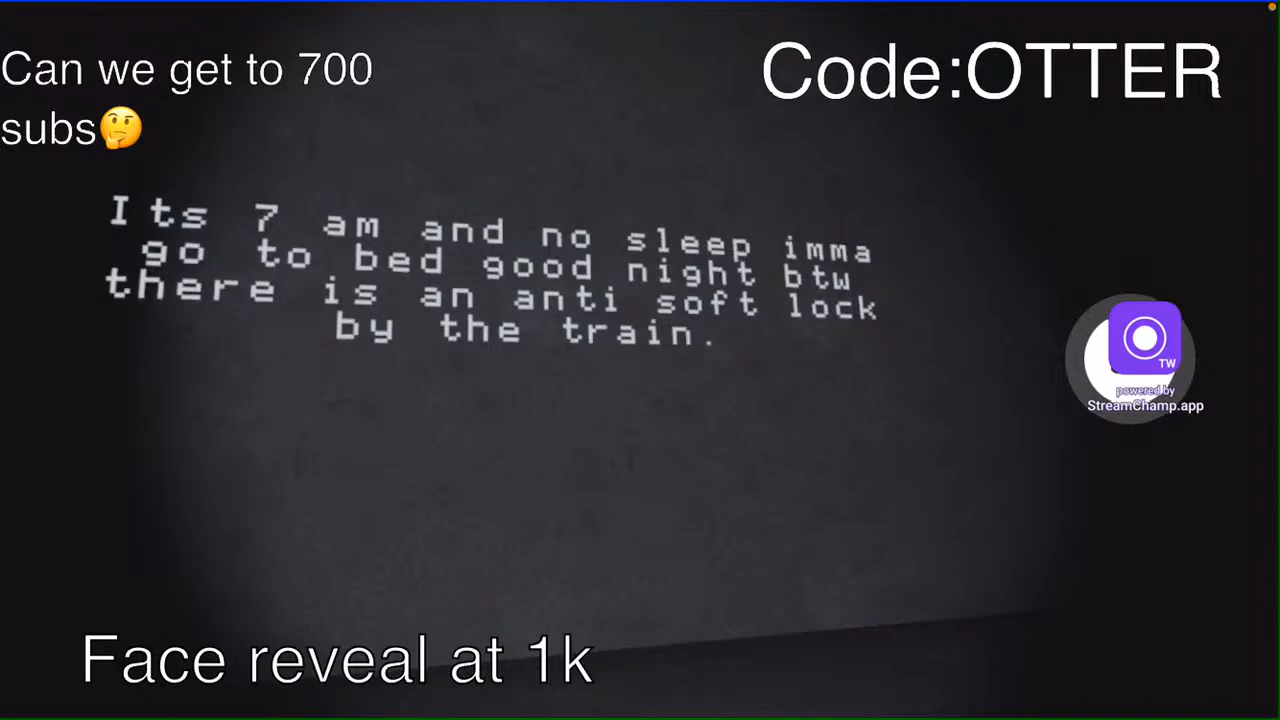 Can we get to 700
subs🤔
Code:OTTER
Its 7 am and no sleep imma
go to bed good night btw
there is an anti soft lock
by the train.
TW
powered by
StreamChamp.app
Face reveal at 1k